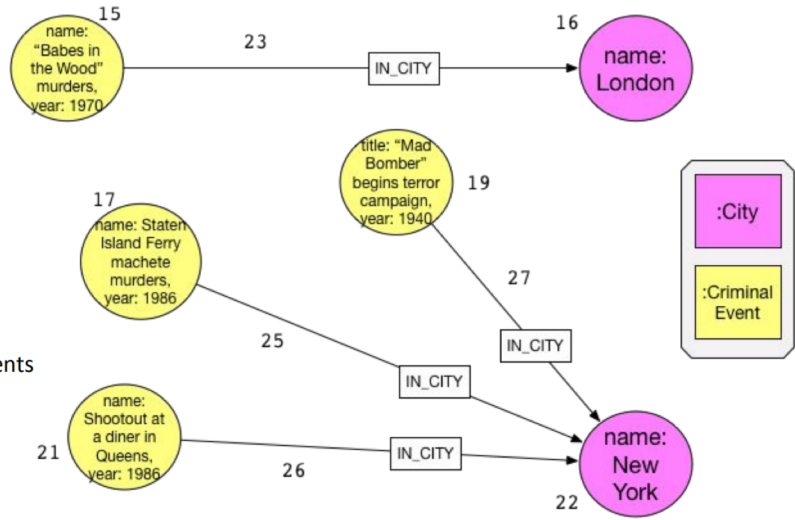 15
name:
“Babes in
the Wood”
murders,
year: 1970
23
IN_CITY
16
name:
London
title: “Mad
Bomber”
begins terror
campaign,
year: 1940
19
17
name: Staten
Island Ferry
machete
murders,
year: 1986
:City
:Criminal
Event
27
25
IN_CITY
ents
IN_CITY
name:
Shootout at
a diner in
Queens,
year: 1986
21
26
IN_CITY
name:
New
York
22